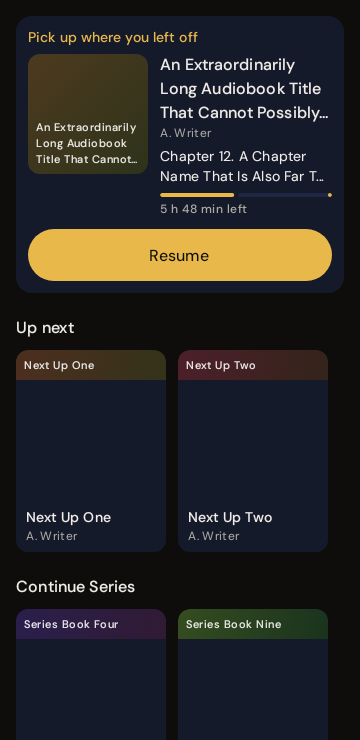 Pick up where you left off
An Extraordinarily
Long Audiobook Title
That Cannot...
An Extraordinarily
Long Audiobook Title
That Cannot Possibly...
A. Writer
Chapter 12. A Chapter
Name That Is Also Far T...
5 h 48 min left
Resume
Up next
Next Up One
Next Up Two
Next Up One
A. Writer
Next Up Two
A. Writer
Continue Series
Series Book Four
Series Book Nine